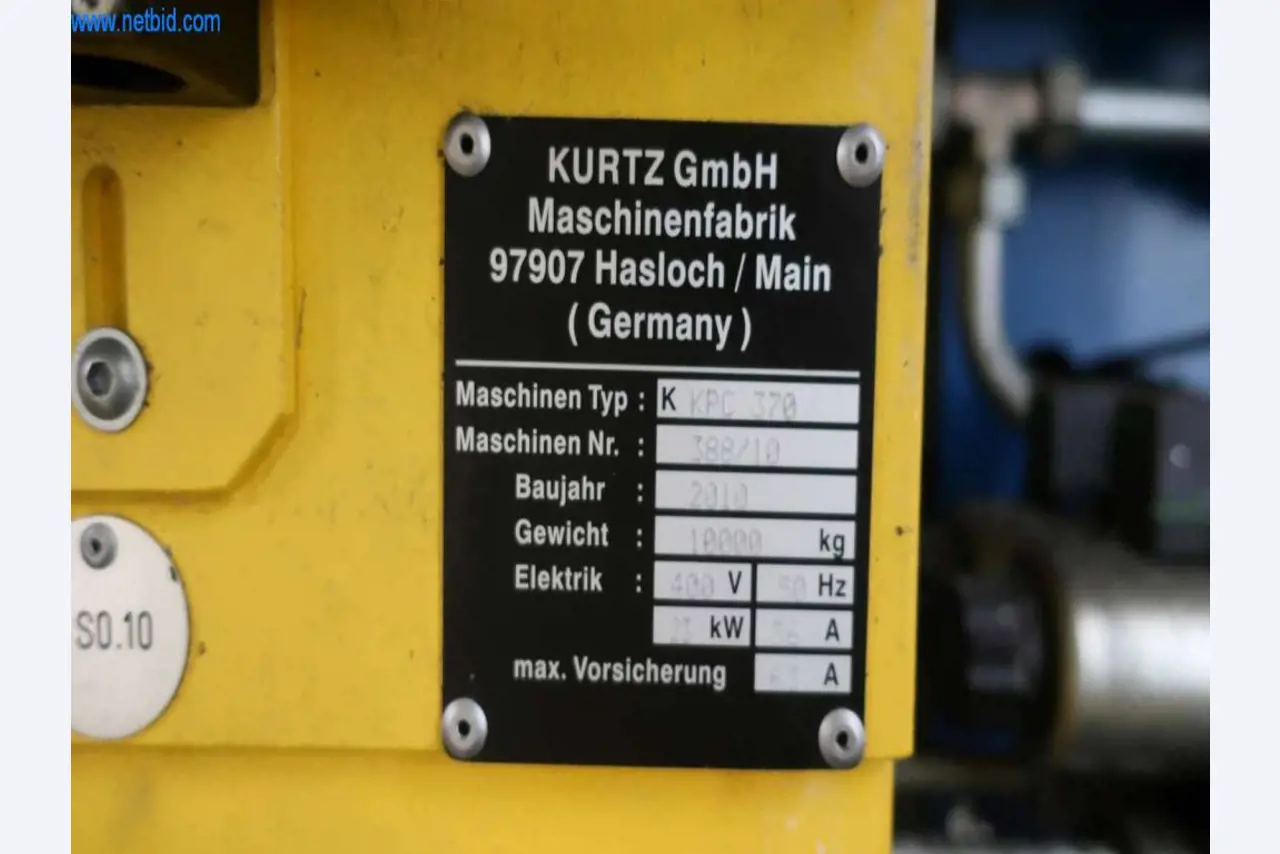 www.netbid.com
KURTZ GmbH
Maschinenfabrik
97907 Hasloch / Main
( Germany )
Maschinen Typ : K KPC 370
Maschinen Nr. : 388/10
Baujahr : 2010
Gewicht : 10000 kg
Elektrik : 400 V 50 Hz
kW A
max. Vorsicherung A
S0.10